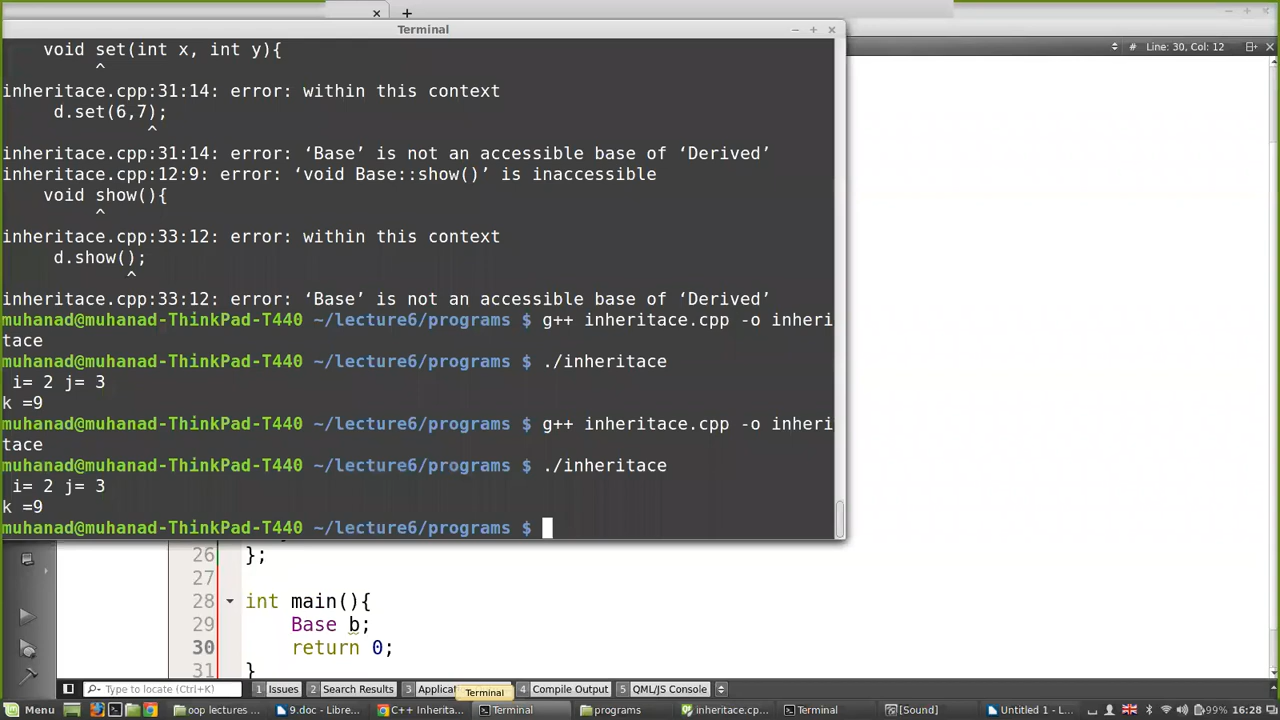 Terminal
Line: 30, Col: 12
void set(int x, int y){
^
inheritace.cpp:31:14: error: within this context
d.set(6,7);
^
inheritace.cpp:31:14: error: ‘Base’ is not an accessible base of ‘Derived’
inheritace.cpp:12:9: error: ‘void Base::show()’ is inaccessible
void show(){
^
inheritace.cpp:33:12: error: within this context
d.show();
^
inheritace.cpp:33:12: error: ‘Base’ is not an accessible base of ‘Derived’
muhanad@muhanad-ThinkPad-T440 ~/lecture6/programs $ g++ inheritace.cpp -o inheri
tace
muhanad@muhanad-ThinkPad-T440 ~/lecture6/programs $ ./inheritace
i= 2 j= 3
k =9
muhanad@muhanad-ThinkPad-T440 ~/lecture6/programs $ g++ inheritace.cpp -o inheri
tace
muhanad@muhanad-ThinkPad-T440 ~/lecture6/programs $ ./inheritace
i= 2 j= 3
k =9
muhanad@muhanad-ThinkPad-T440 ~/lecture6/programs $
26 };
27
28 int main(){
29 Base b;
30 return 0;
31 }
Type to locate (Ctrl+K) 1 Issues 2 Search Results 3 Applica 4 Compile Output 5 QML/JS Console
Terminal
Menu oop lectures ... 9.doc - Libre... C++ Inherita... Terminal programs inheritace.cp... Terminal [Sound] Untitled 1 - L... 99% 16:28